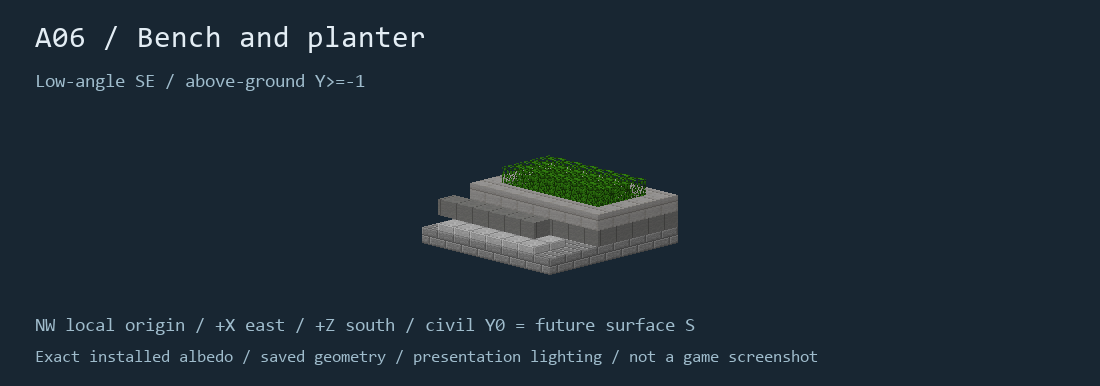 A06 / Bench and planter
Low-angle SE / above-ground Y>=-1
NW local origin / +X east / +Z south / civil Y0 = future surface S
Exact installed albedo / saved geometry / presentation lighting / not a game screenshot